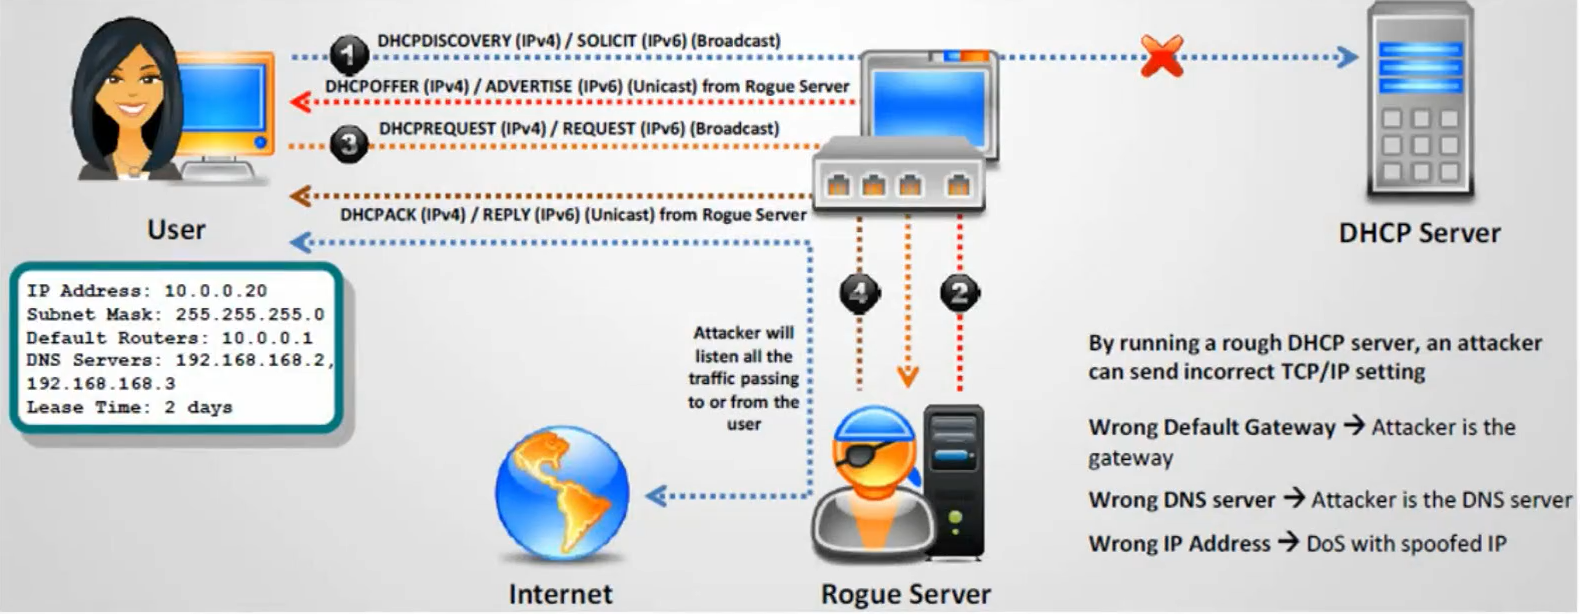 1
DHCPDISCOVERY (IPv4) / SOLICIT (IPv6) (Broadcast)
DHCPOFFER (IPv4) / ADVERTISE (IPv6) (Unicast) from Rogue Server
3
DHCPREQUEST (IPv4) / REQUEST (IPv6) (Broadcast)
DHCPACK (IPv4) / REPLY (IPv6) (Unicast) from Rogue Server
User
DHCP Server
IP Address: 10.0.0.20
Subnet Mask: 255.255.255.0
Default Routers: 10.0.0.1
DNS Servers: 192.168.168.2,
192.168.168.3
Lease Time: 2 days
4
2
Attacker will
listen all the
traffic passing
to or from the
user
By running a rough DHCP server, an attacker
can send incorrect TCP/IP setting
Wrong Default Gateway → Attacker is the
gateway
Wrong DNS server → Attacker is the DNS server
Wrong IP Address → DoS with spoofed IP
Internet
Rogue Server